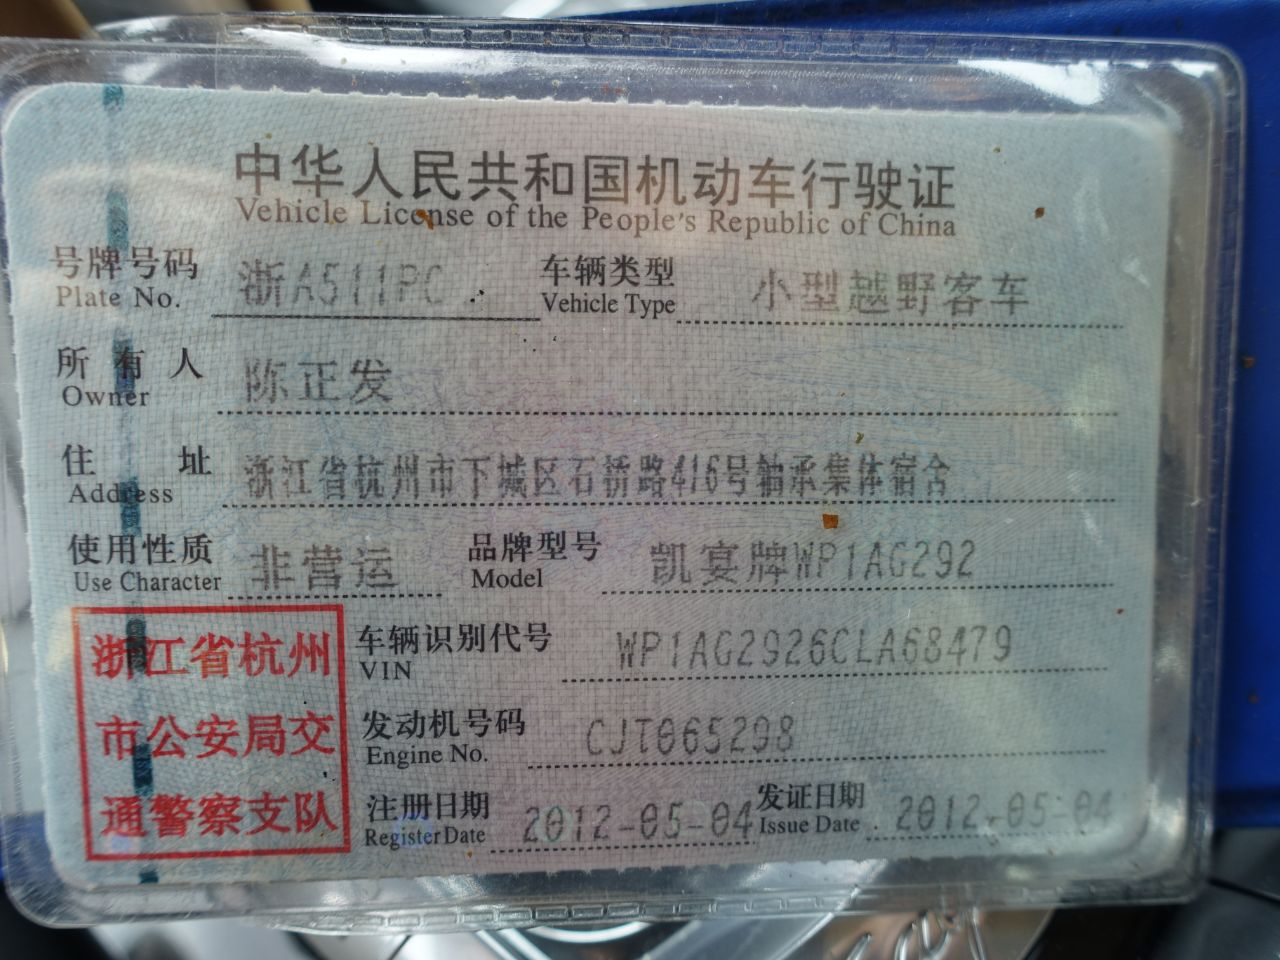 中华人民共和国机动车行驶证
Vehicle License of the People's Republic of China
号牌号码 浙A511PC 车辆类型 小型越野客车
Plate No. Vehicle Type
所有人 陈正发
Owner
住址 浙江省杭州市下城区石桥路416号轴承集体宿舍
Address
使用性质 非营运 品牌型号 凯宴牌WP1AG292
Use Character Model
浙江省杭州
市公安局交
通警察支队
车辆识别代号 WP1AG2926CLA68479
VIN
发动机号码 CJT065298
Engine No.
注册日期 2012-05-04 发证日期 2012-05-04
Register Date Issue Date